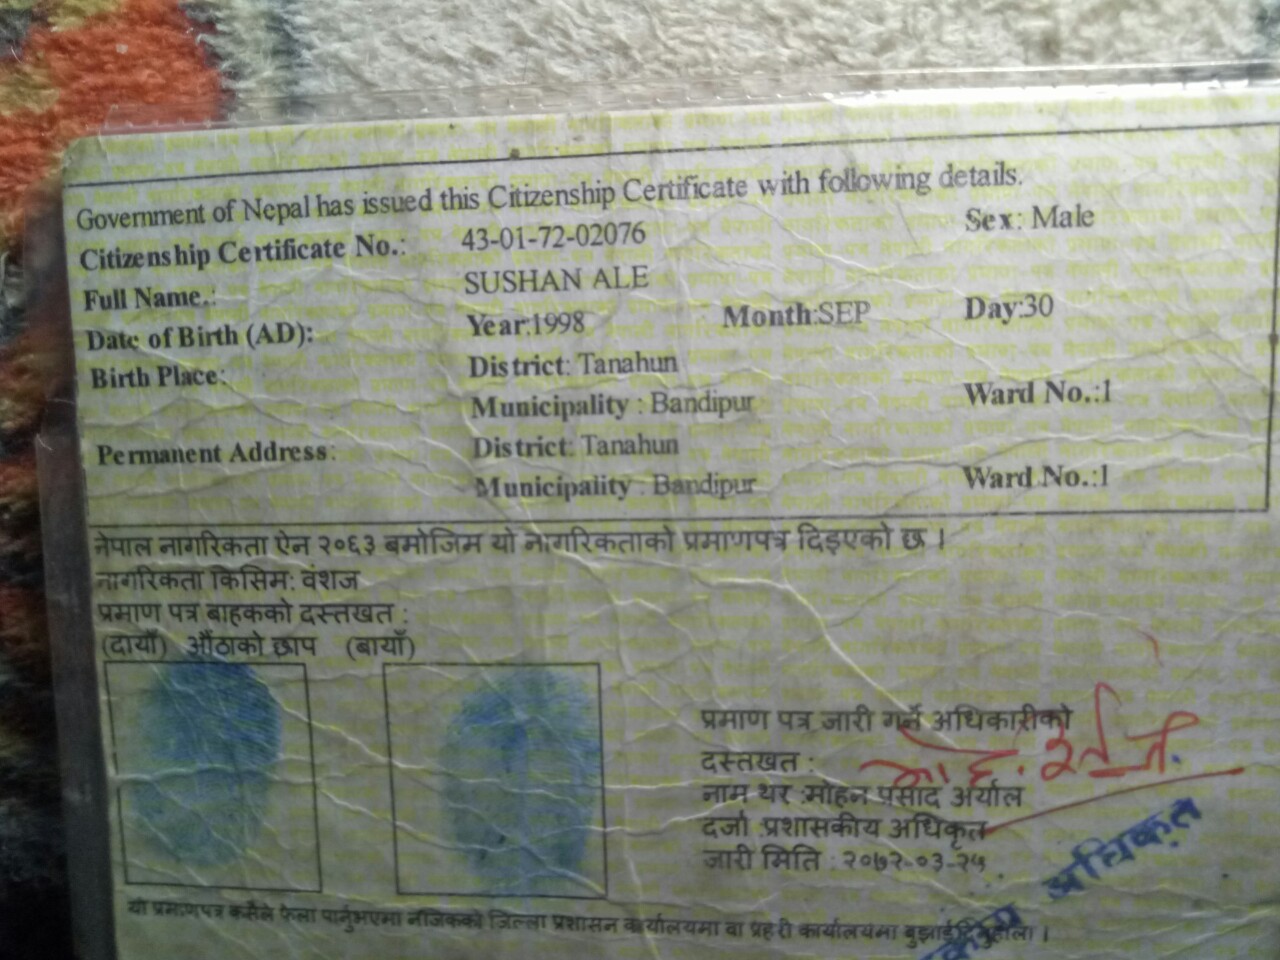 Government of Nepal has issued this Citizenship Certificate with following details.
Citizenship Certificate No.: 43-01-72-02076 Sex: Male
Full Name.: SUSHAN ALE
Date of Birth (AD): Year:1998 Month:SEP Day:30
Birth Place: District: Tanahun
Municipality : Bandipur Ward No.:1
Permanent Address: District: Tanahun
Municipality : Bandipur Ward No.:1
नेपाल नागरिकता ऐन २०६३ बमोजिम यो नागरिकताको प्रमाणपत्र दिइएको छ ।
नागरिकता किसिम: वंशज
प्रमाण पत्र बाहकको दस्तखत :
(दायाँ) औंठाको छाप (बायाँ)
प्रमाण पत्र जारी गर्ने अधिकारीको
दस्तखत :
नाम थर :मोहन प्रसाद अर्याल
दर्जा :प्रशासकीय अधिकृत
जारी मिति : २०७२-०३-२५
अधिकृत
यो प्रमाणपत्र कसैले फेला पार्नुभएमा नजिकको जिल्ला प्रशासन कार्यालयमा वा प्रहरी कार्यालयमा बुझाईदिनुहोला ।